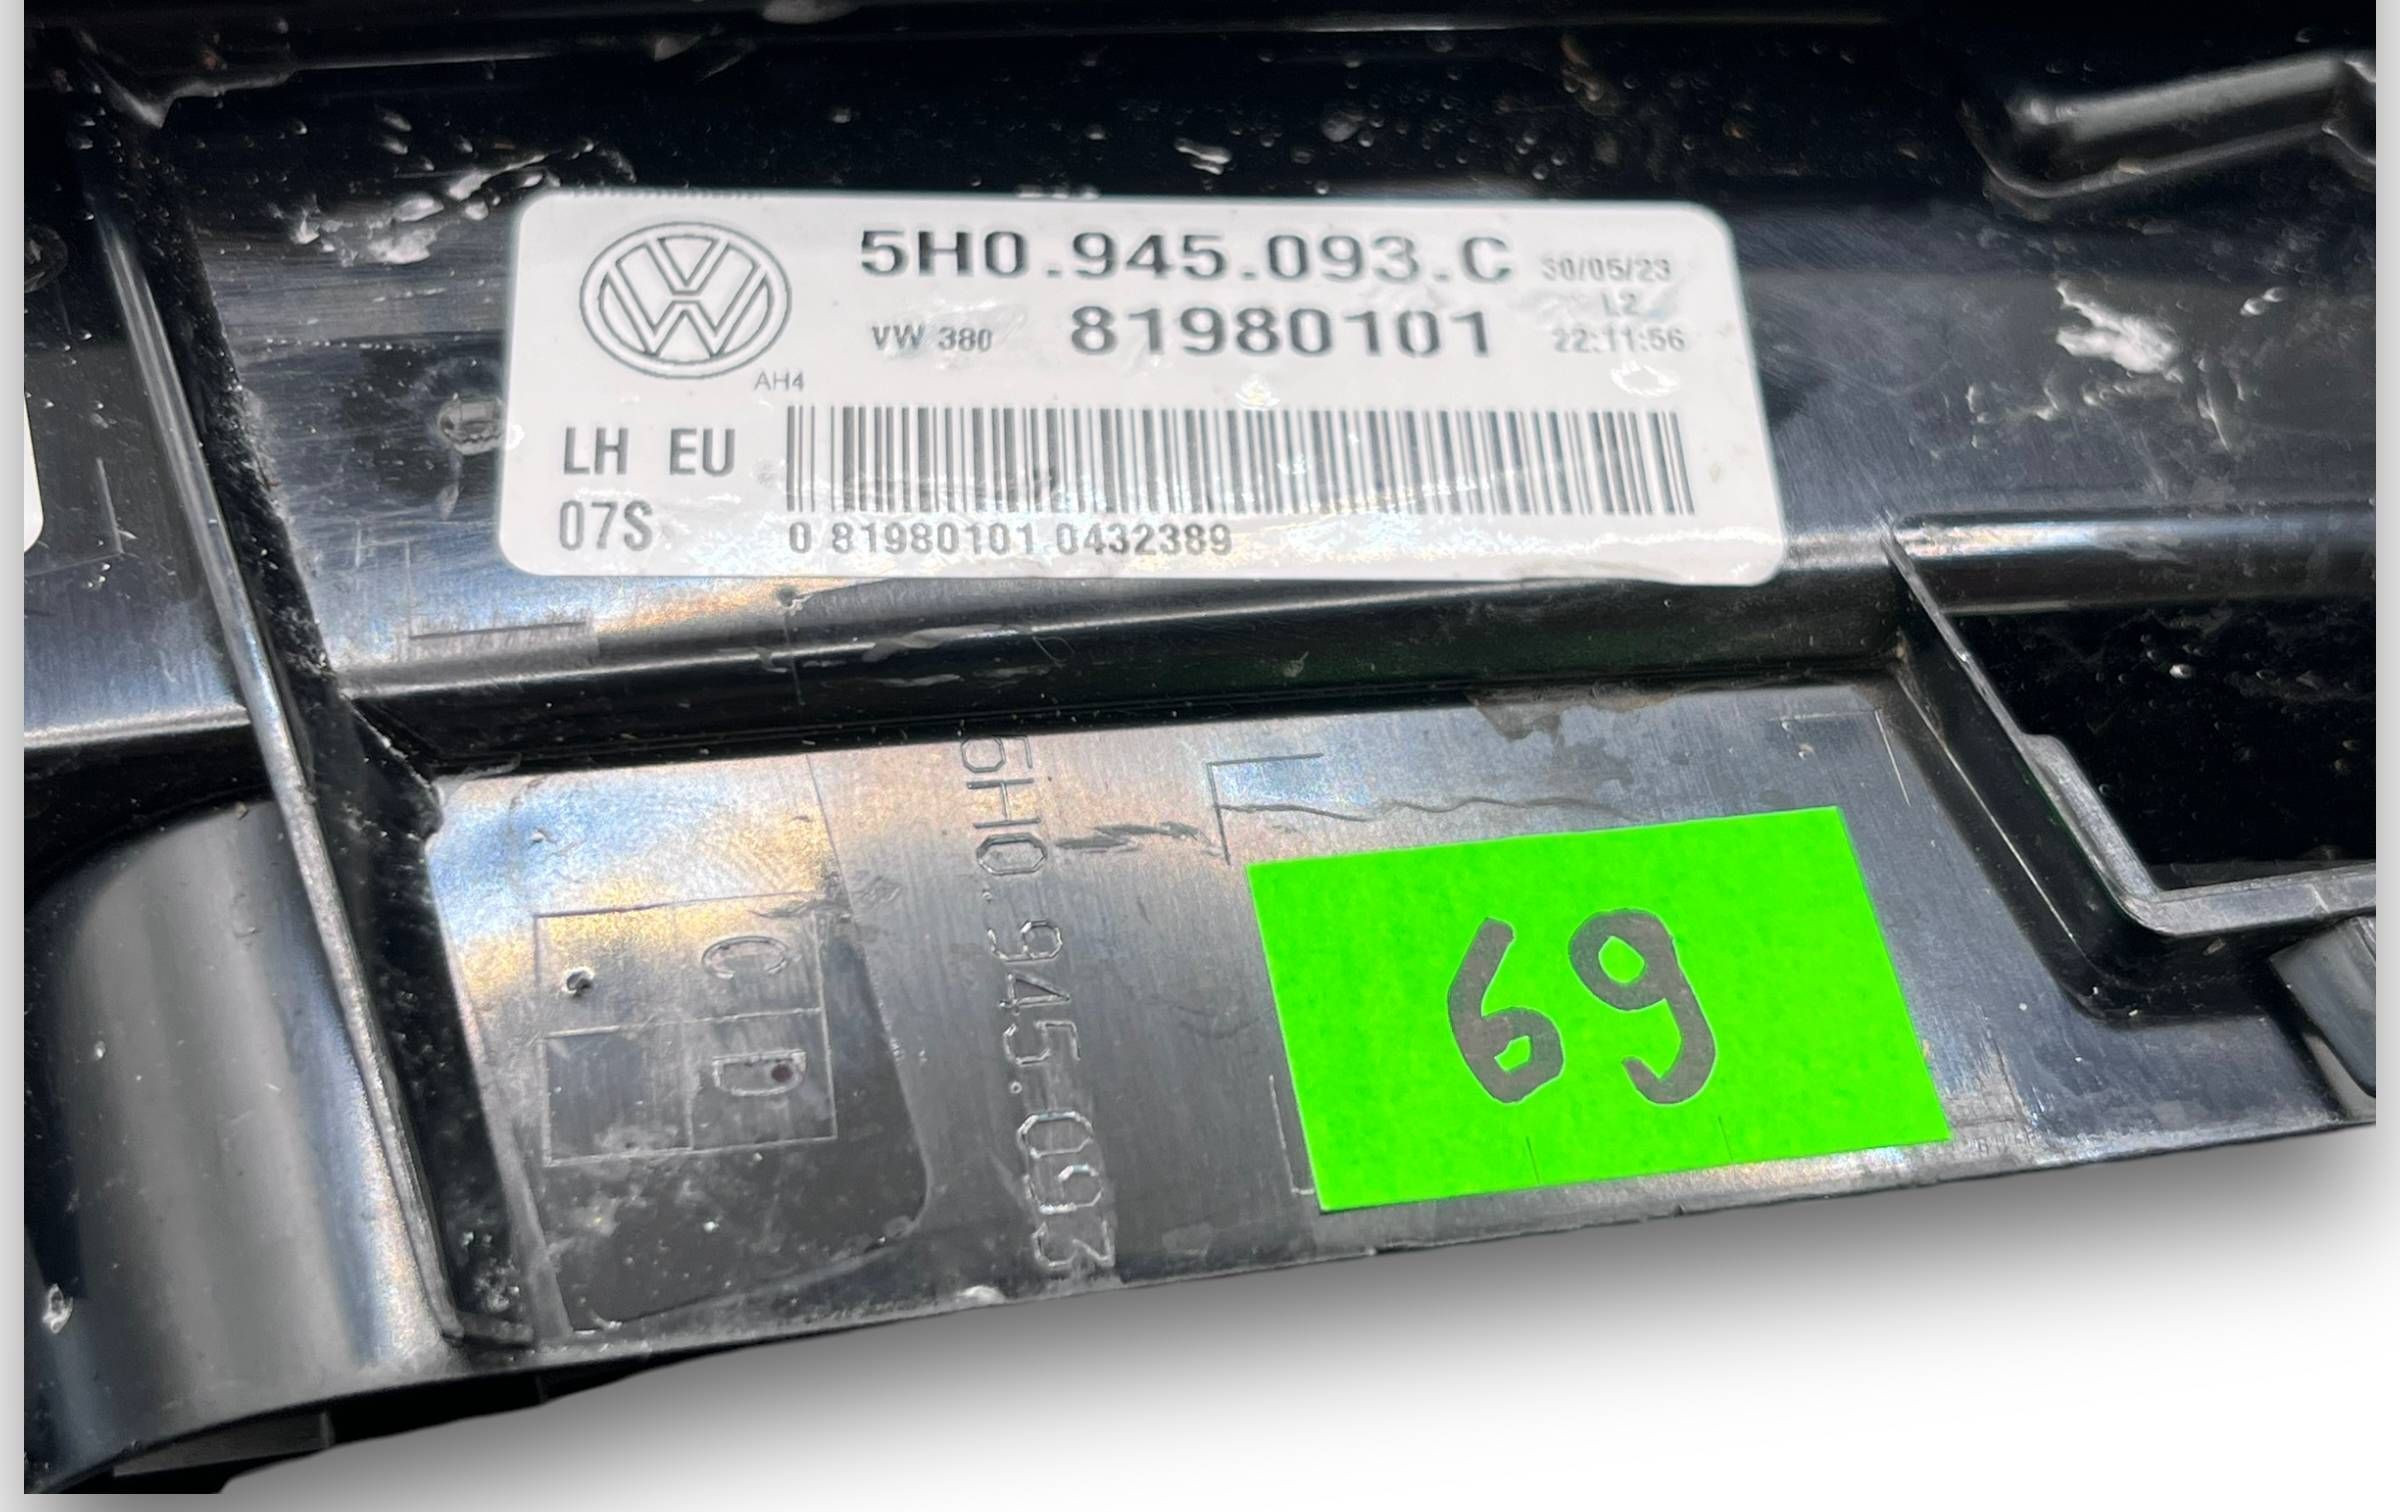 5H0.945.093.C 30/05/23
L2
VW 380 81980101 22:11:56
AH4
LH EU
07S
0 81980101 0432389
5H0.945.093
C D
69